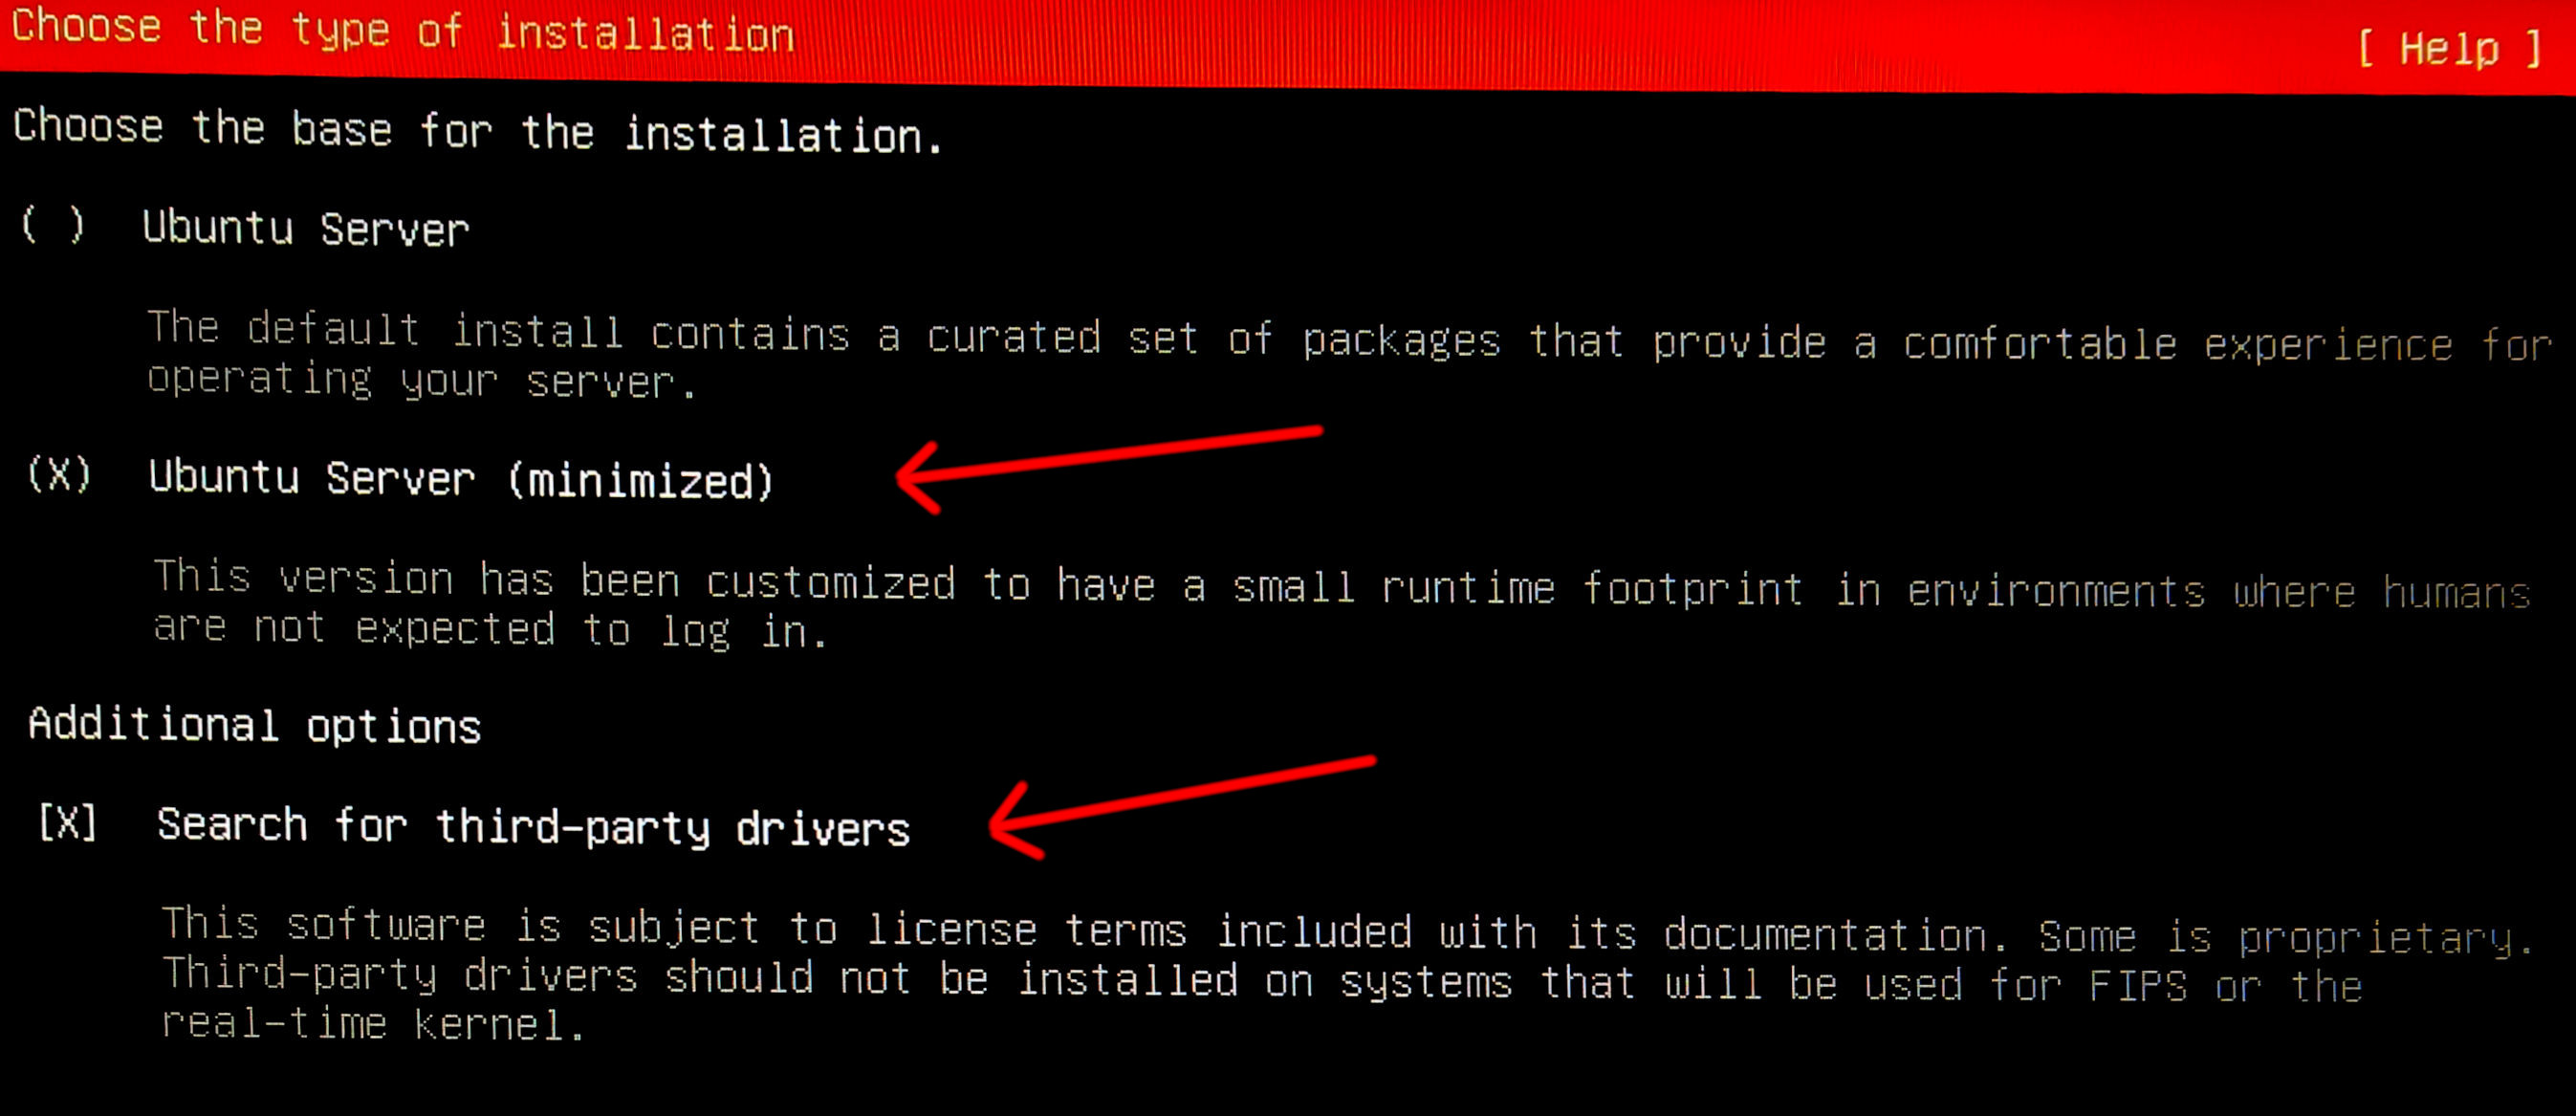 Choose the type of installation
[ Help ]
Choose the base for the installation.
( ) Ubuntu Server
The default install contains a curated set of packages that provide a comfortable experience for
operating your server.
(X) Ubuntu Server (minimized)
This version has been customized to have a small runtime footprint in environments where humans
are not expected to log in.
Additional options
[X] Search for third-party drivers
This software is subject to license terms included with its documentation. Some is proprietary.
Third-party drivers should not be installed on systems that will be used for FIPS or the
real-time kernel.